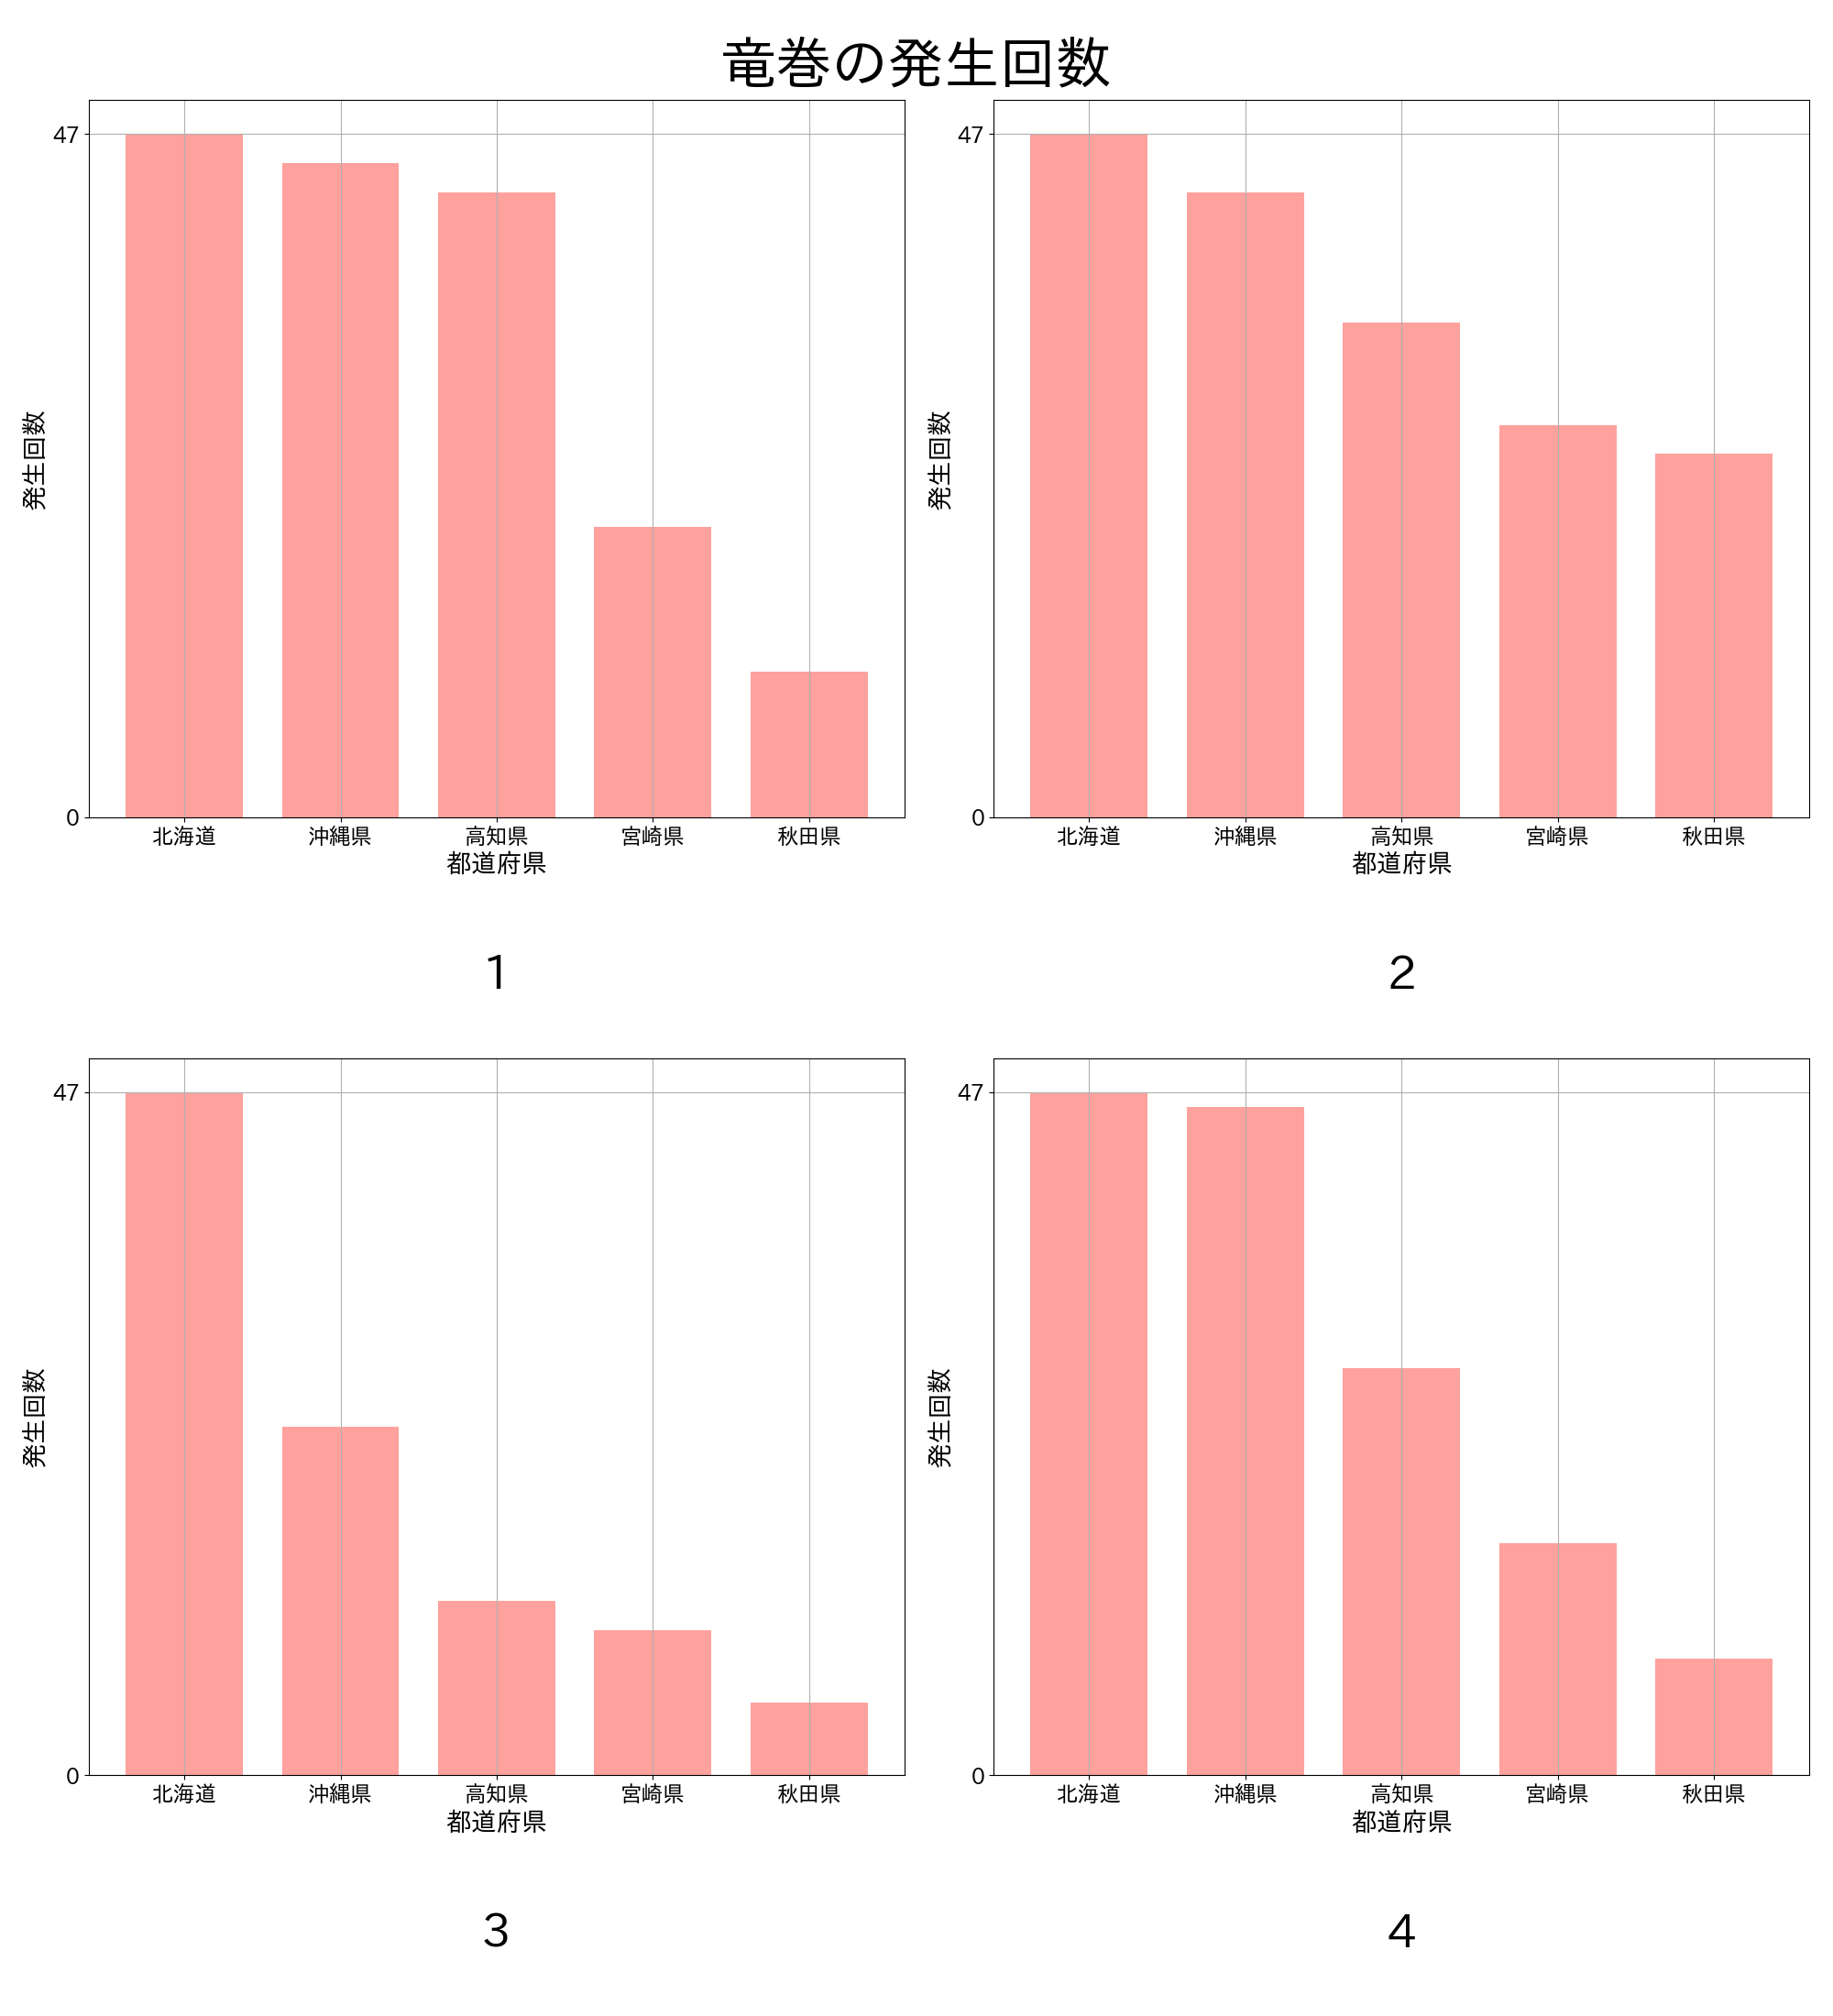 竜巻の発生回数
47
0
発生回数
北海道 沖縄県 高知県 宮崎県 秋田県
都道府県
1
47
0
発生回数
北海道 沖縄県 高知県 宮崎県 秋田県
都道府県
2
47
0
発生回数
北海道 沖縄県 高知県 宮崎県 秋田県
都道府県
3
47
0
発生回数
北海道 沖縄県 高知県 宮崎県 秋田県
都道府県
4